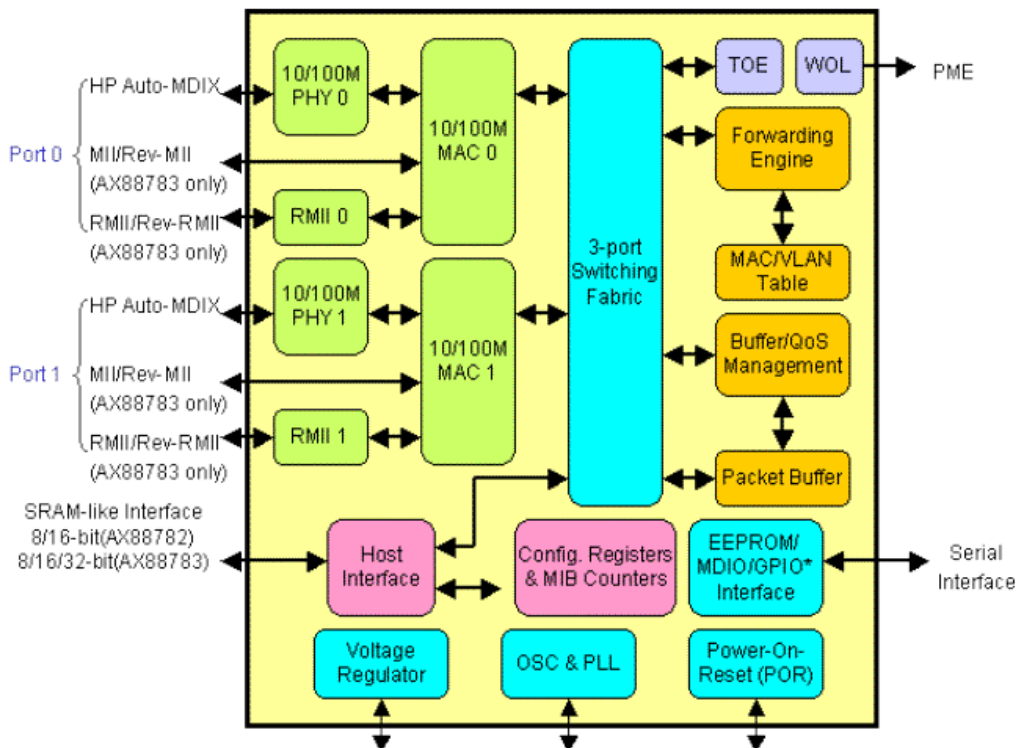 HP Auto-MDIX
Port 0
MII/Rev-MII
(AX88783 only)
RMII/Rev-RMII
(AX88783 only)
HP Auto-MDIX
Port 1
MII/Rev-MII
(AX88783 only)
RMII/Rev-RMII
(AX88783 only)
SRAM-like Interface
8/16-bit(AX88782)
8/16/32-bit(AX88783)
10/100M
PHY 0
10/100M
MAC 0
RMII 0
10/100M
PHY 1
10/100M
MAC 1
RMII 1
3-port
Switching
Fabric
TOE
WOL
PME
Forwarding
Engine
MAC/VLAN
Table
Buffer/QoS
Management
Packet Buffer
Host
Interface
Config. Registers
& MIB Counters
EEPROM/
MDIO/GPIO*
Interface
Serial
Interface
Voltage
Regulator
OSC & PLL
Power-On-
Reset (POR)